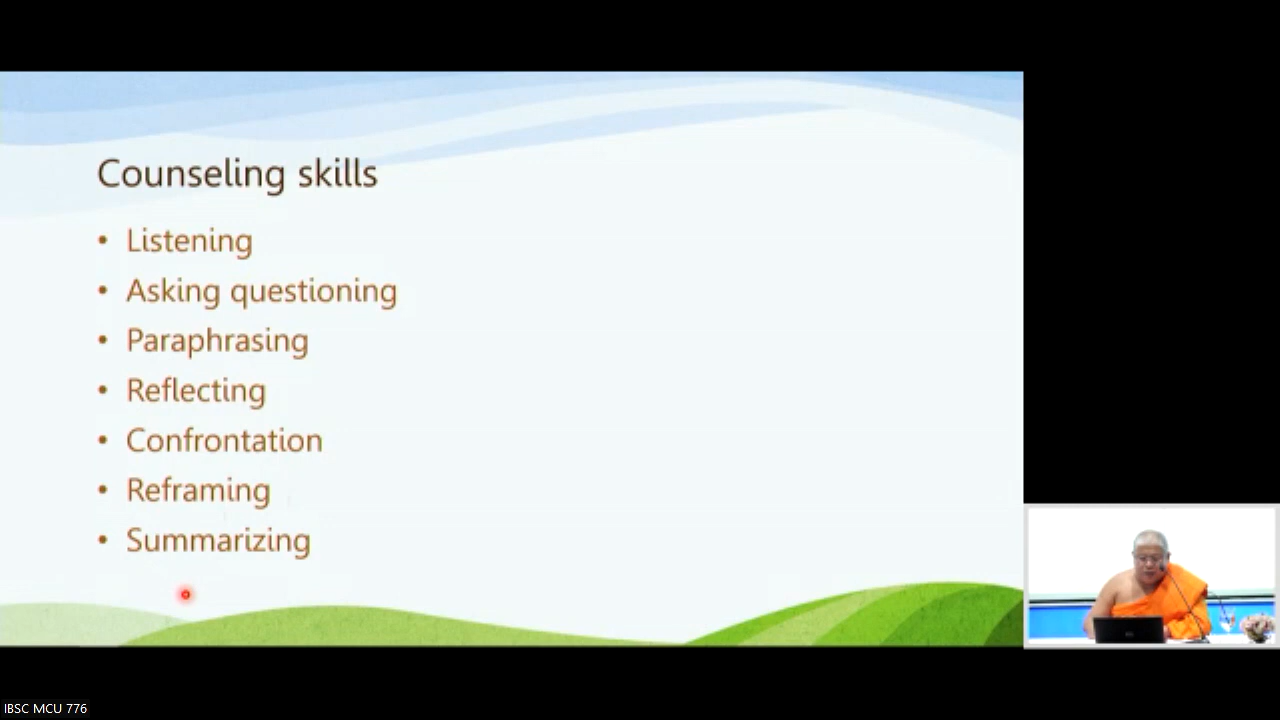 Counseling skills
• Listening
• Asking questioning
• Paraphrasing
• Reflecting
• Confrontation
• Reframing
• Summarizing
IBSC MCU 776